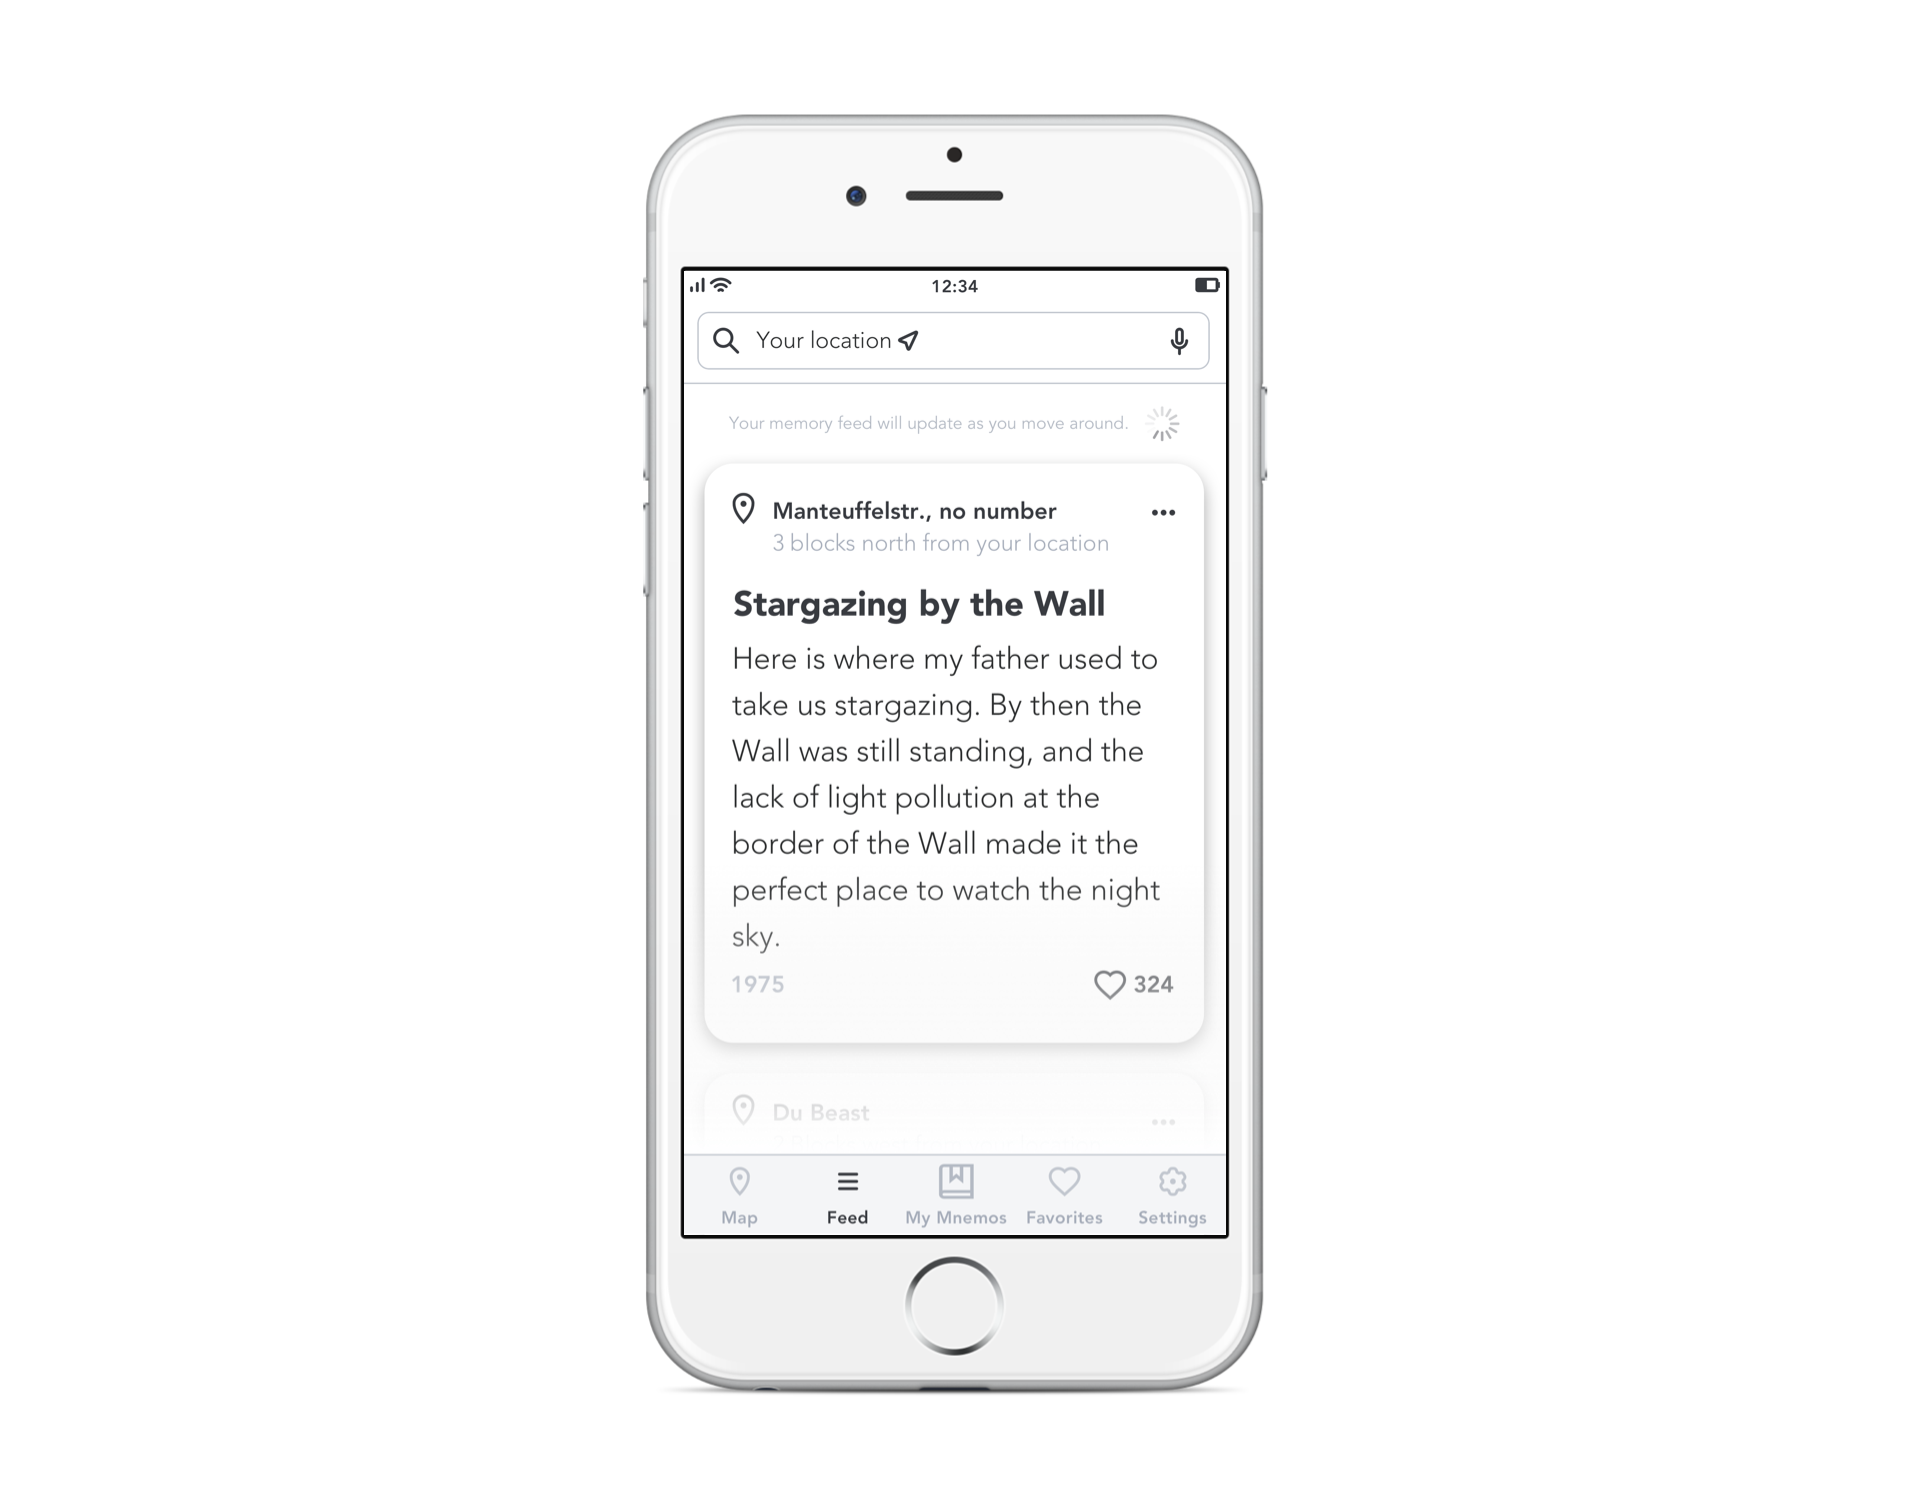 12:34
Your location
Your memory feed will update as you move around.
Manteuffelstr., no number
3 blocks north from your location
Stargazing by the Wall
Here is where my father used to
take us stargazing. By then the
Wall was still standing, and the
lack of light pollution at the
border of the Wall made it the
perfect place to watch the night
sky.
1975
324
Du Beast
Map
Feed
My Mnemos
Favorites
Settings